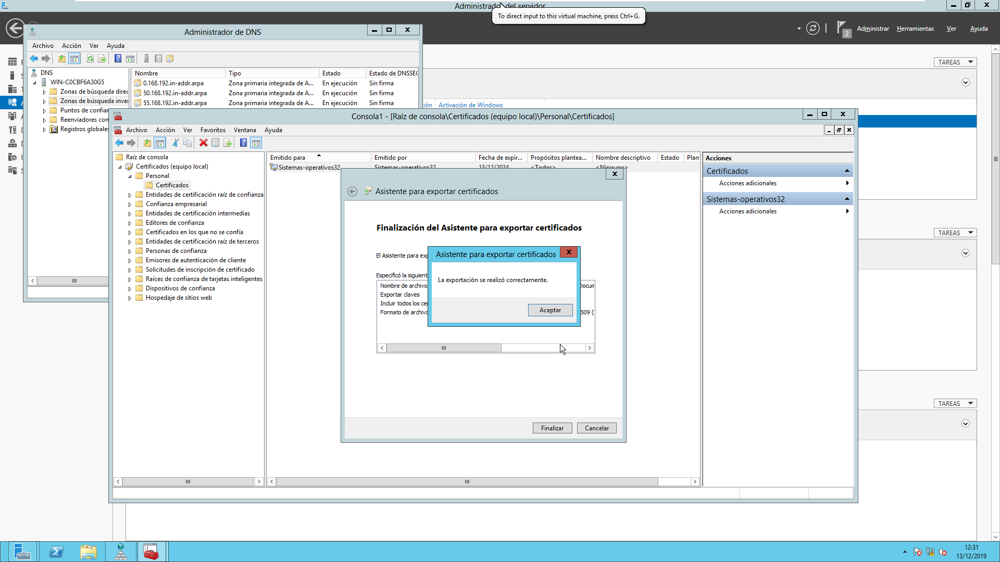 Administrador del servidor
To direct input to this virtual machine, press Ctrl+G.
2
Administrar
Herramientas
Ver
Ayuda
Administrador de DNS
Archivo
Acción
Ver
Ayuda
TAREAS
DNS
WIN-C0CBF6A30G5
Zonas de búsqueda direc
Zonas de búsqueda inver
Puntos de confiar
Reenviadores con
Registros globales
Nombre
Tipo
Estado
Estado de DNSSEC
0.168.192.in-addr.arpa
Zona primaria integrada de A...
En ejecución
Sin firma
50.168.192.in-addr.arpa
Zona primaria integrada de A...
En ejecución
Sin firma
55.168.192.in-addr.arpa
Zona primaria integrada de A...
En ejecución
Sin firma
ción
Activación de Windows
Consola1 - [Raíz de consola\Certificados (equipo local)\Personal\Certificados]
Archivo
Acción
Ver
Favoritos
Ventana
Ayuda
Raíz de consola
Certificados (equipo local)
Personal
Certificados
Entidades de certificación raíz de confianza
Confianza empresarial
Entidades de certificación intermedias
Editores de confianza
Certificados en los que no se confía
Entidades de certificación raíz de terceros
Personas de confianza
Emisores de autenticación de cliente
Solicitudes de inscripción de certificado
Raíces de confianza de tarjetas inteligentes
Dispositivos de confianza
Hospedaje de sitios web
Emitido para
Emitido por
Fecha de expir...
Propósitos plantea...
Nombre descriptivo
Estado
Plan
Sistemas-operativos32
Sistemas-operativos32
13/12/2024
<Todos>
<Ninguno>
Acciones
Certificados
Acciones adicionales
Sistemas-operativos32
Acciones adicionales
TAREAS
TAREAS
Asistente para exportar certificados
Finalización del Asistente para exportar certificados
El Asistente para exp
Especificó la siguient
Nombre de archivo
Docum
Exportar claves
Incluir todos los cer
Formato de archivo
509 (
Asistente para exportar certificados
La exportación se realizó correctamente.
Aceptar
Finalizar
Cancelar
12:31
13/12/2019